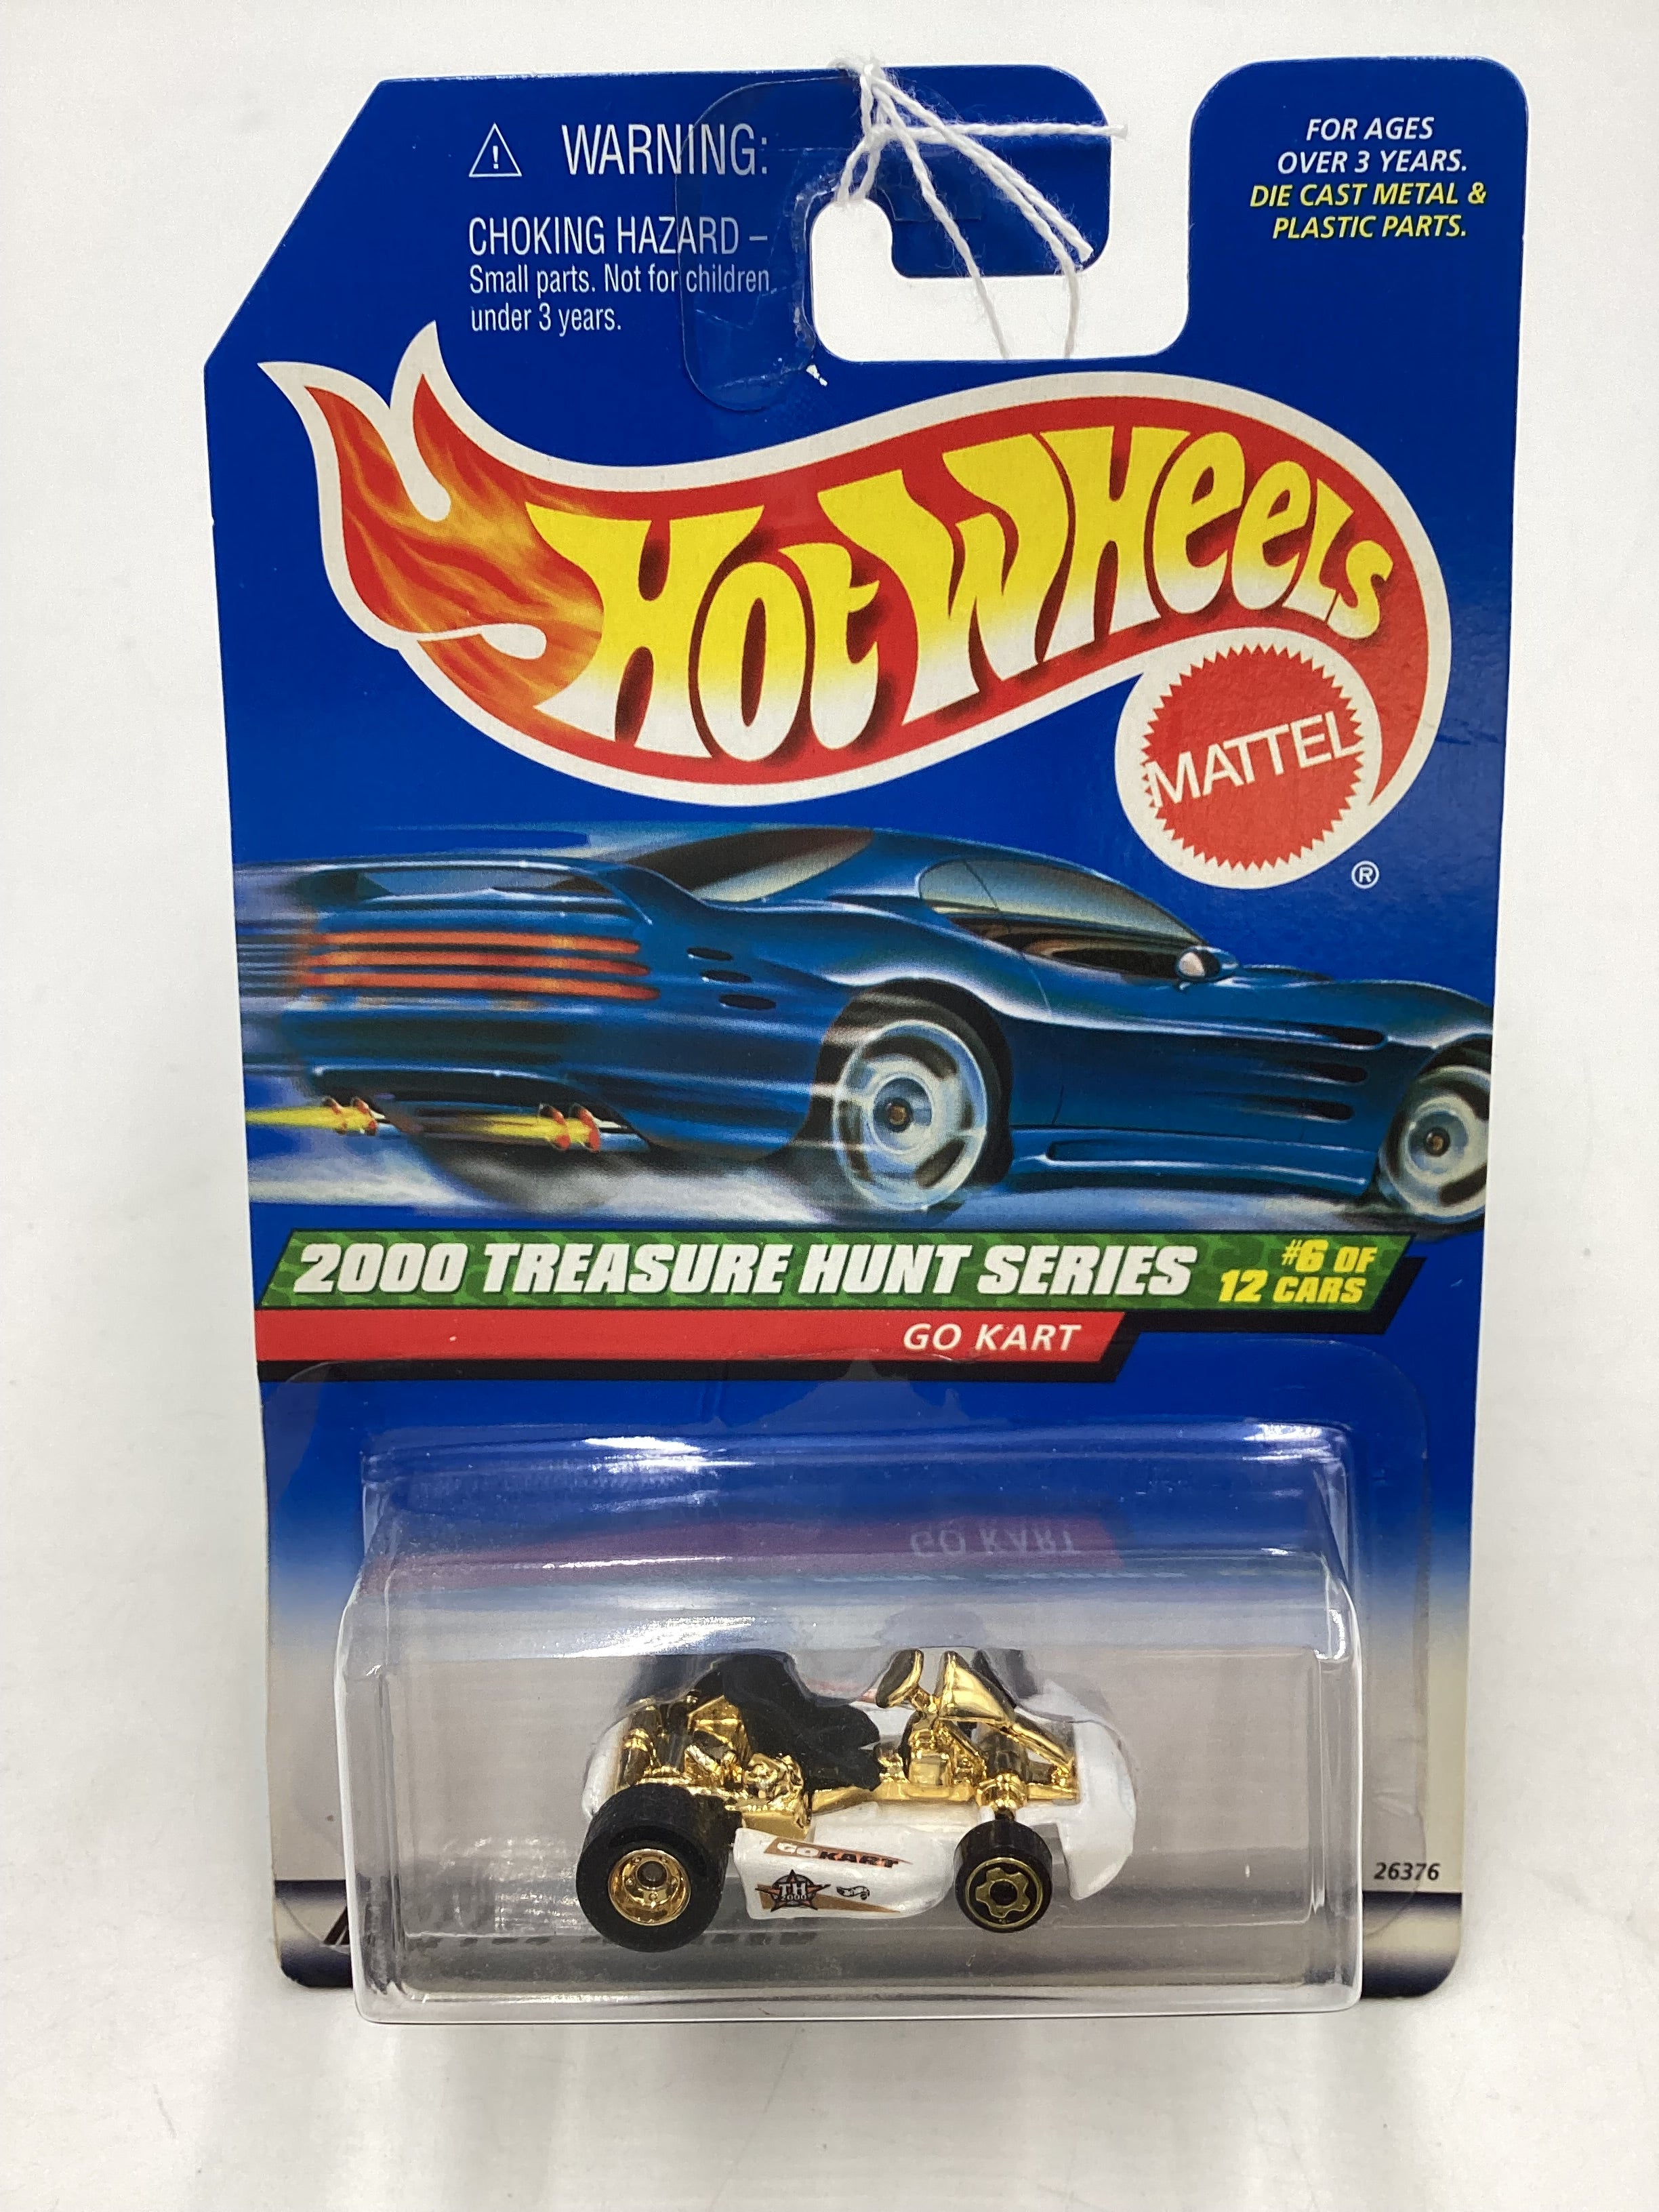 WARNING:
CHOKING HAZARD –
Small parts. Not for children
under 3 years.
FOR AGES
OVER 3 YEARS.
DIE CAST METAL &
PLASTIC PARTS.
Hot Wheels
MATTEL
®
2000 TREASURE HUNT SERIES
#6 OF
12 CARS
GO KART
GO KART
GO KART
TH
2000
26376